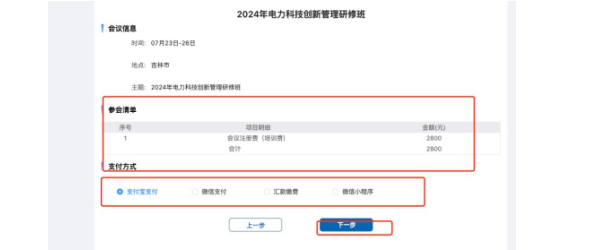 2024年电力科技创新管理研修班
会议信息
时间: 07月23日-26日
地点: 吉林市
主题: 2024年电力科技创新管理研修班
参会清单
序号 项目明细 金额(元)
1 会议注册费（培训费） 2800
合计 2800
支付方式
支付宝支付 微信支付 汇款缴费 微信小程序
上一步 下一步